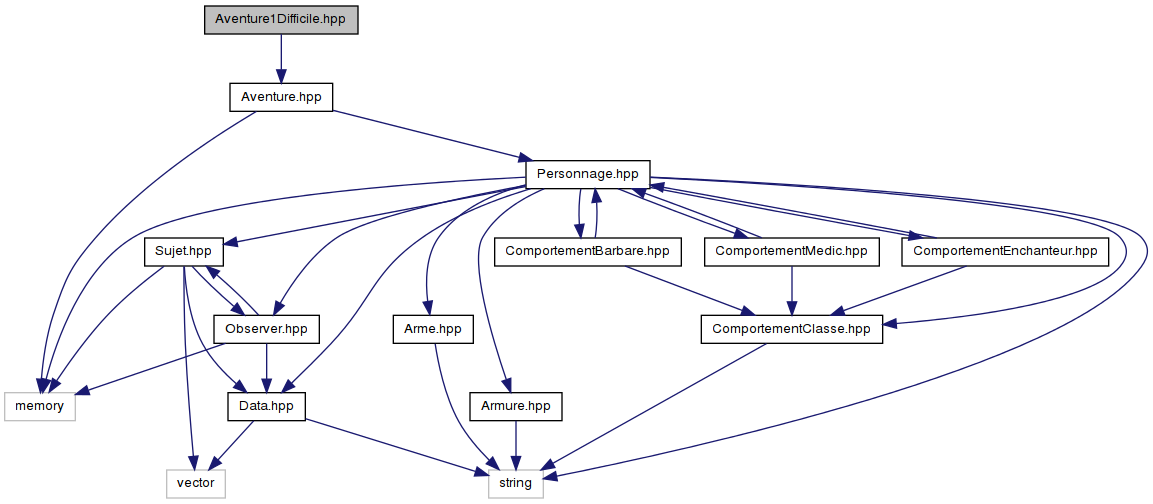 Aventure1Difficile.hpp
Aventure.hpp
Personnage.hpp
Sujet.hpp
ComportementBarbare.hpp
ComportementMedic.hpp
ComportementEnchanteur.hpp
Observer.hpp
Arme.hpp
ComportementClasse.hpp
memory
Data.hpp
Armure.hpp
vector
string